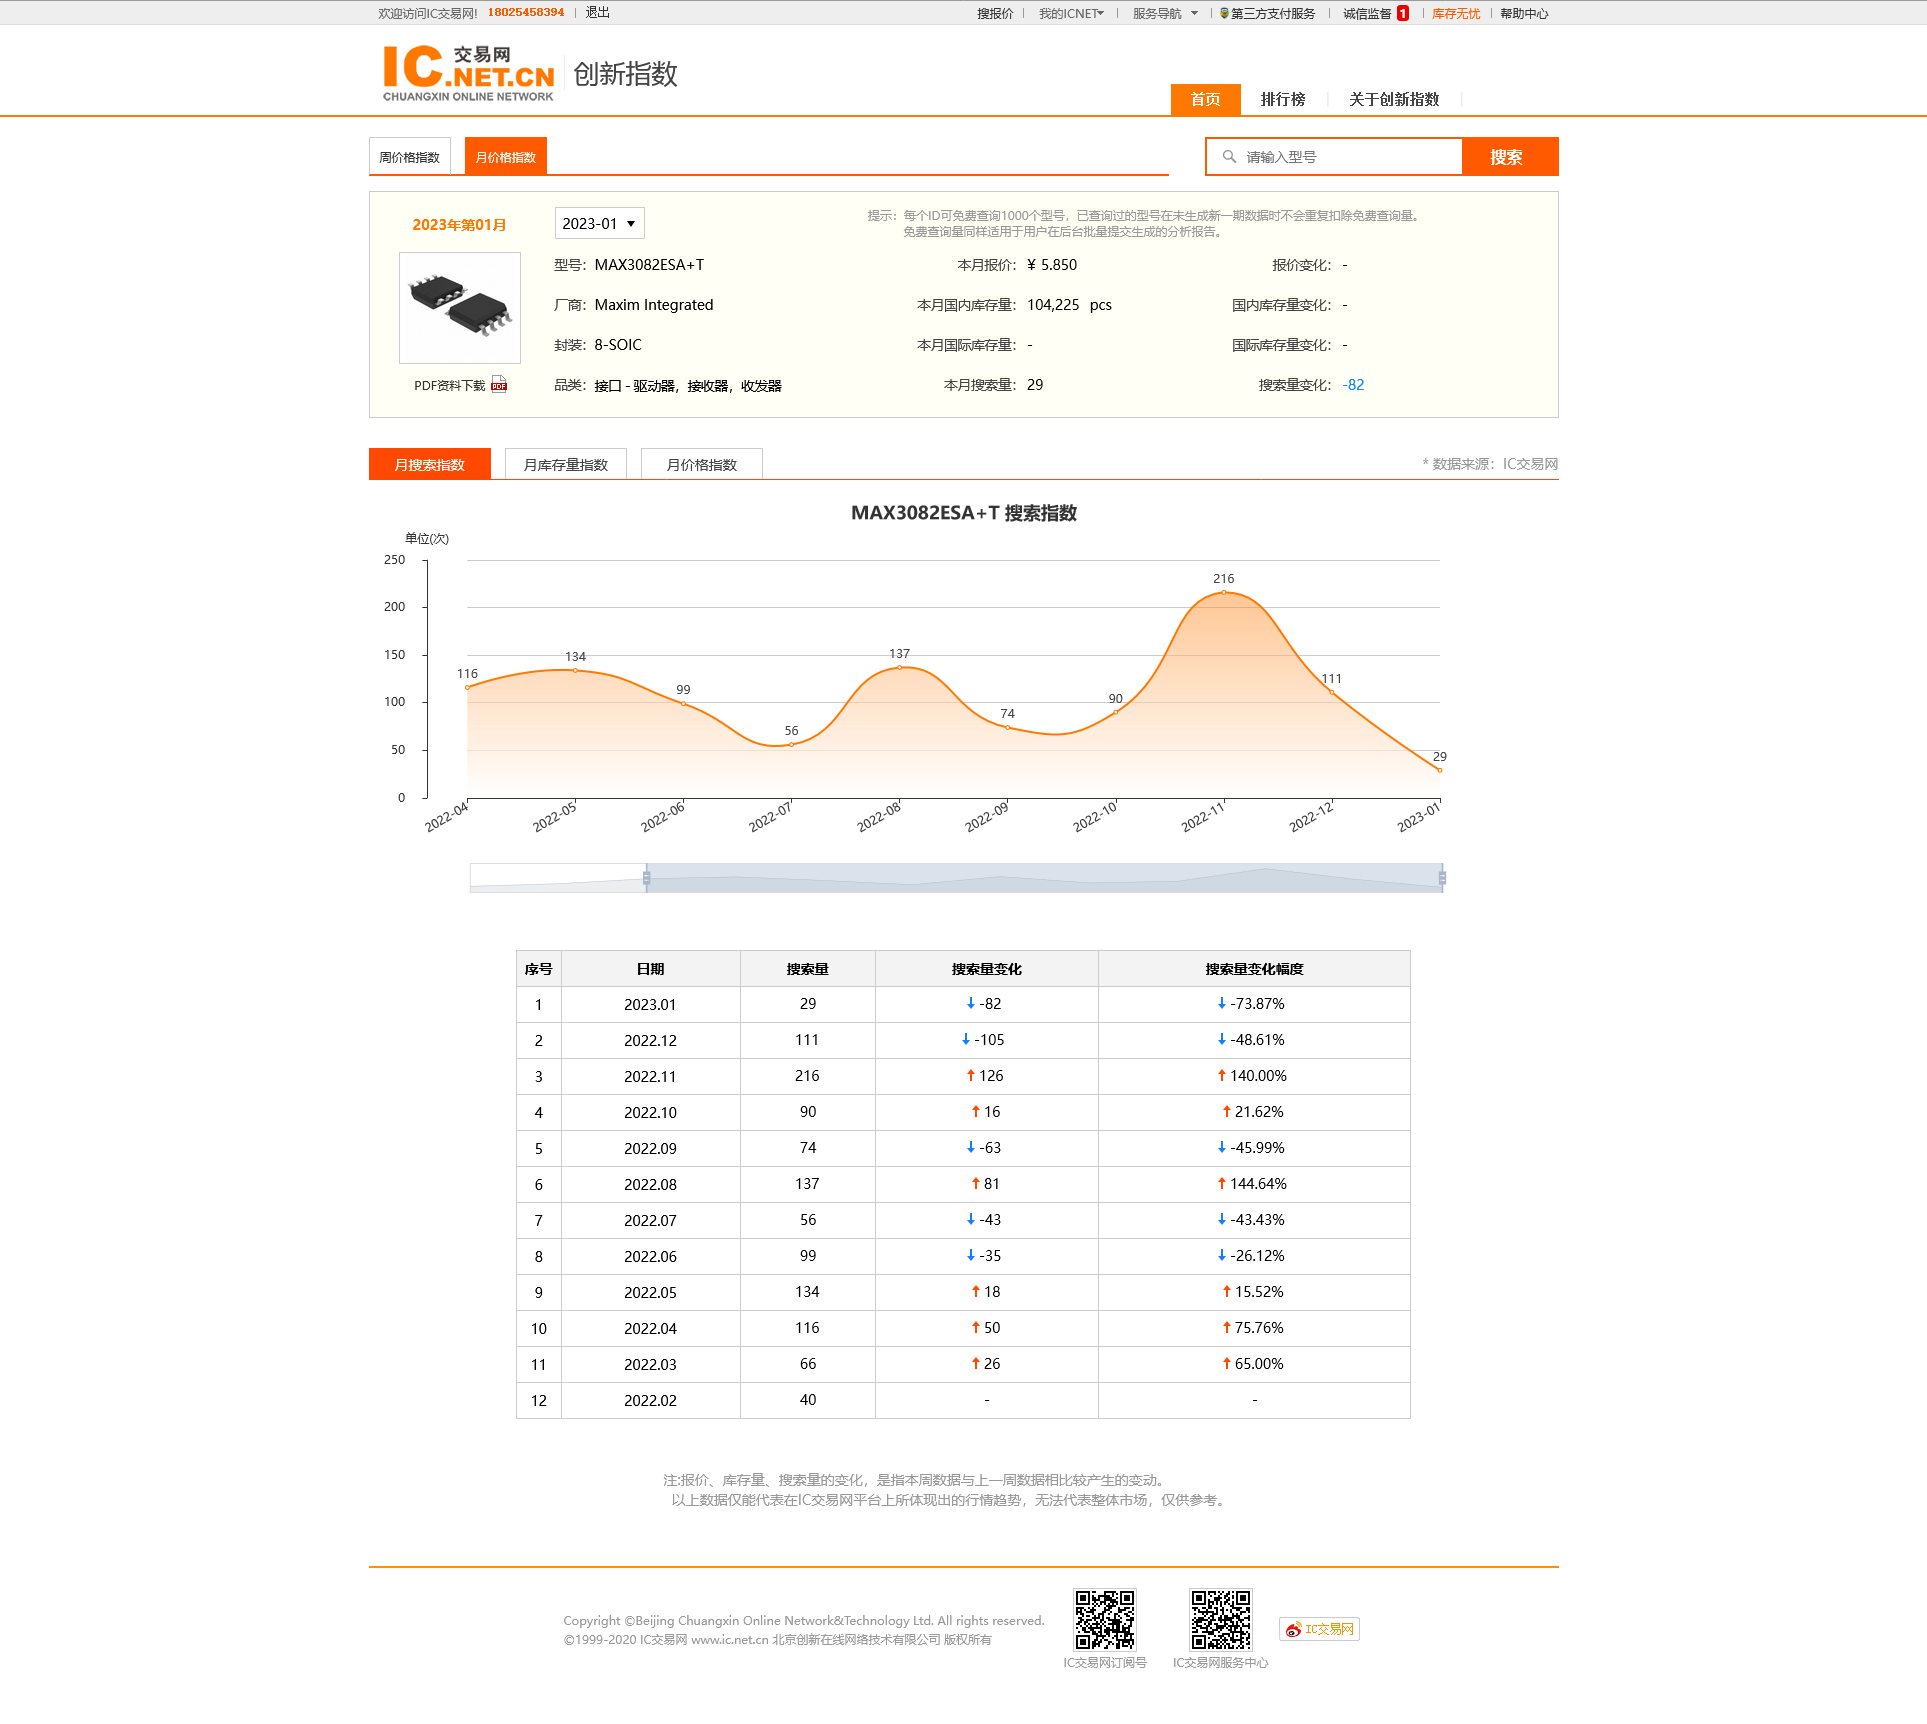 欢迎访问IC交易网! 18025458394 | 退出
搜报价 | 我的ICNET | 服务导航 | 第三方支付服务 | 诚信监督 1 | 库存无忧 | 帮助中心
IC.NET.CN 交易网
CHUANGXIN ONLINE NETWORK
创新指数
首页 排行榜 关于创新指数
周价格指数 月价格指数
请输入型号 搜索
2023年第01月 2023-01
提示：每个ID可免费查询1000个型号，已查询过的型号在未生成新一期数据时不会重复扣除免费查询量。
免费查询量同样适用于用户在后台批量提交生成的分析报告。
型号：MAX3082ESA+T 本月报价：¥ 5.850 报价变化：-
厂商：Maxim Integrated 本月国内库存量：104,225 pcs 国内库存量变化：-
封装：8-SOIC 本月国际库存量：- 国际库存量变化：-
PDF资料下载 PDF 品类：接口 - 驱动器，接收器，收发器 本月搜索量：29 搜索量变化：-82
月搜索指数 月库存量指数 月价格指数 * 数据来源：IC交易网
MAX3082ESA+T 搜索指数
单位(次)
250
200
150
100
50
0
116
134
99
56
137
74
90
216
111
29
2022-04
2022-05
2022-06
2022-07
2022-08
2022-09
2022-10
2022-11
2022-12
2023-01
序号 日期 搜索量 搜索量变化 搜索量变化幅度
1 2023.01 29 ↓ -82 ↓ -73.87%
2 2022.12 111 ↓ -105 ↓ -48.61%
3 2022.11 216 ↑ 126 ↑ 140.00%
4 2022.10 90 ↑ 16 ↑ 21.62%
5 2022.09 74 ↓ -63 ↓ -45.99%
6 2022.08 137 ↑ 81 ↑ 144.64%
7 2022.07 56 ↓ -43 ↓ -43.43%
8 2022.06 99 ↓ -35 ↓ -26.12%
9 2022.05 134 ↑ 18 ↑ 15.52%
10 2022.04 116 ↑ 50 ↑ 75.76%
11 2022.03 66 ↑ 26 ↑ 65.00%
12 2022.02 40 - -
注:报价、库存量、搜索量的变化，是指本周数据与上一周数据相比较产生的变动。
以上数据仅能代表在IC交易网平台上所体现出的行情趋势，无法代表整体市场，仅供参考。
Copyright ©Beijing Chuangxin Online Network&Technology Ltd. All rights reserved.
©1999-2020 IC交易网 www.ic.net.cn 北京创新在线网络技术有限公司 版权所有
IC交易网订阅号
IC交易网服务中心
IC交易网